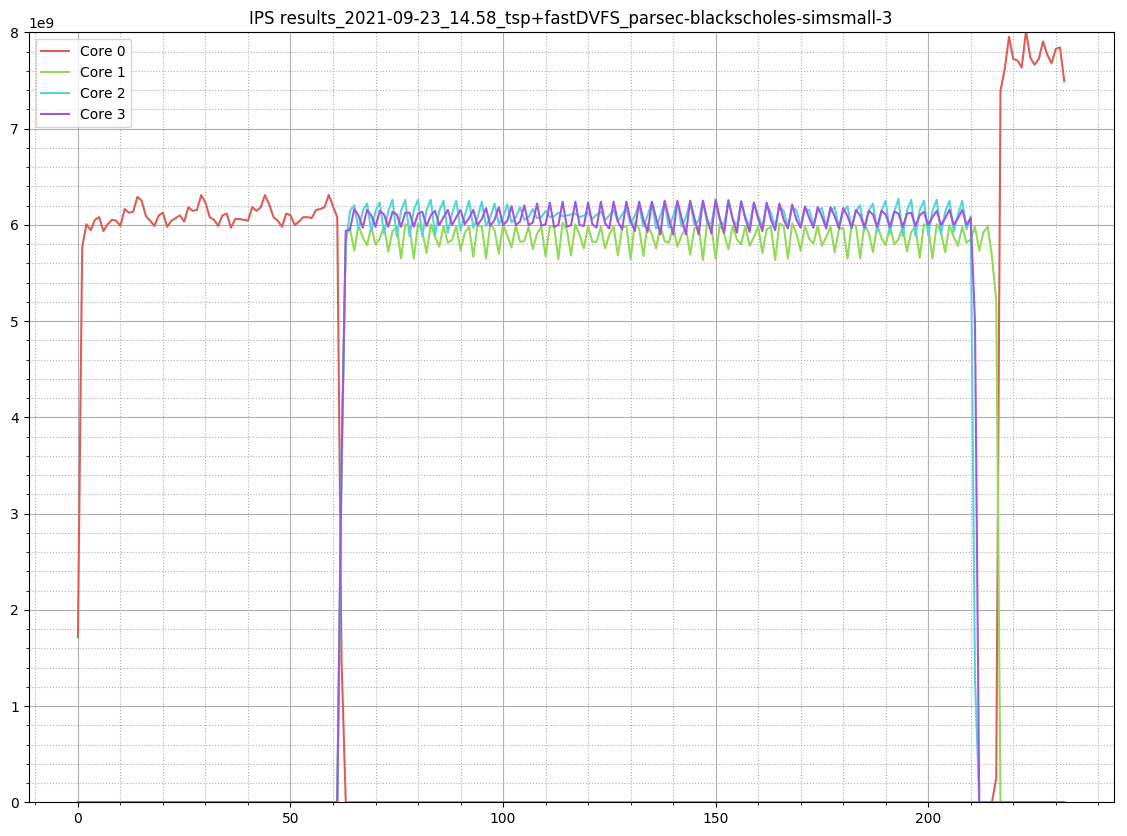 IPS results_2021-09-23_14.58_tsp+fastDVFS_parsec-blackscholes-simsmall-3
1e9
8
7
6
5
4
3
2
1
0
Core 0
Core 1
Core 2
Core 3
0 50 100 150 200